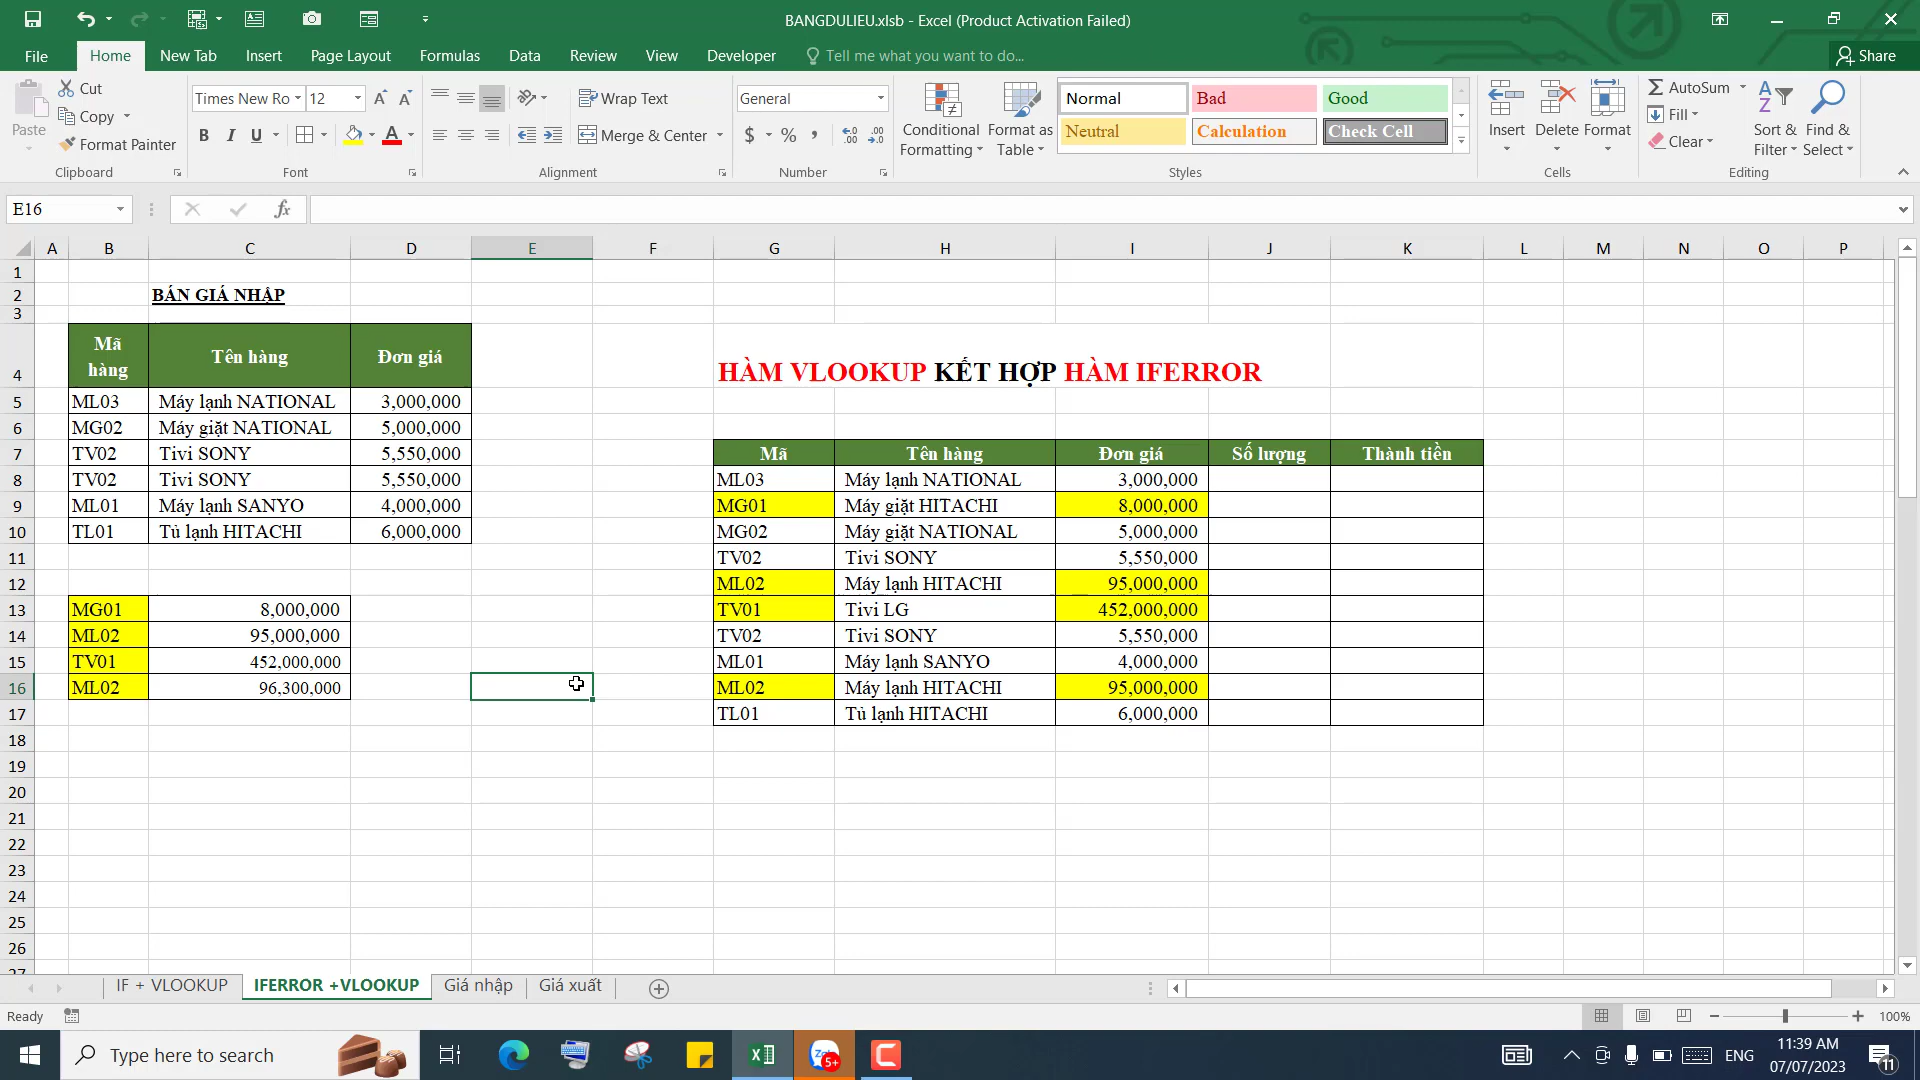 BANGDULIEU.xlsb - Excel (Product Activation Failed)
File Home New Tab Insert Page Layout Formulas Data Review View Developer Tell me what you want to do... Share
Paste
Cut
Copy
Format Painter
Clipboard
Times New Ro 12
B I U
Font
Wrap Text
Merge & Center
Alignment
General
$ % ,
Number
Conditional Formatting
Format as Table
Normal Bad Good
Neutral Calculation Check Cell
Styles
Insert Delete Format
Cells
AutoSum
Fill
Clear
Sort & Filter
Find & Select
Editing
E16 fx
A B C D E F G H I J K L M N O P
1
2 BÁN GIÁ NHẬP
3
4 Mã hàng Tên hàng Đơn giá HÀM VLOOKUP KẾT HỢP HÀM IFERROR
5 ML03 Máy lạnh NATIONAL 3,000,000
6 MG02 Máy giặt NATIONAL 5,000,000
7 TV02 Tivi SONY 5,550,000 Mã Tên hàng Đơn giá Số lượng Thành tiền
8 TV02 Tivi SONY 5,550,000 ML03 Máy lạnh NATIONAL 3,000,000
9 ML01 Máy lạnh SANYO 4,000,000 MG01 Máy giặt HITACHI 8,000,000
10 TL01 Tủ lạnh HITACHI 6,000,000 MG02 Máy giặt NATIONAL 5,000,000
11 TV02 Tivi SONY 5,550,000
12 ML02 Máy lạnh HITACHI 95,000,000
13 MG01 8,000,000 TV01 Tivi LG 452,000,000
14 ML02 95,000,000 TV02 Tivi SONY 5,550,000
15 TV01 452,000,000 ML01 Máy lạnh SANYO 4,000,000
16 ML02 96,300,000 ML02 Máy lạnh HITACHI 95,000,000
17 TL01 Tủ lạnh HITACHI 6,000,000
18
19
20
21
22
23
24
25
26
27
IF + VLOOKUP IFERROR +VLOOKUP Giá nhập Giá xuất
Ready 100%
Type here to search 5+ ENG 11:39 AM
07/07/2023 11